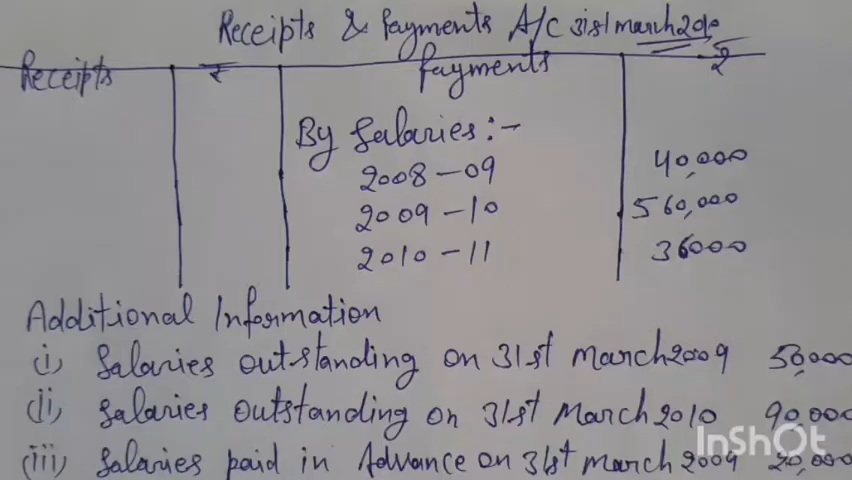 Receipts & Payments A/C 31st march 2010
Receipts ₹ Payments ₹
By Salaries:-
2008-09 40,000
2009-10 560,000
2010-11 36000
Additional Information
(i) Salaries outstanding on 31st March 2009 50,000
(ii) Salaries outstanding on 31st March 2010 90,000
(iii) Salaries paid in Advance on 31st march 2009 20,000
InShOt